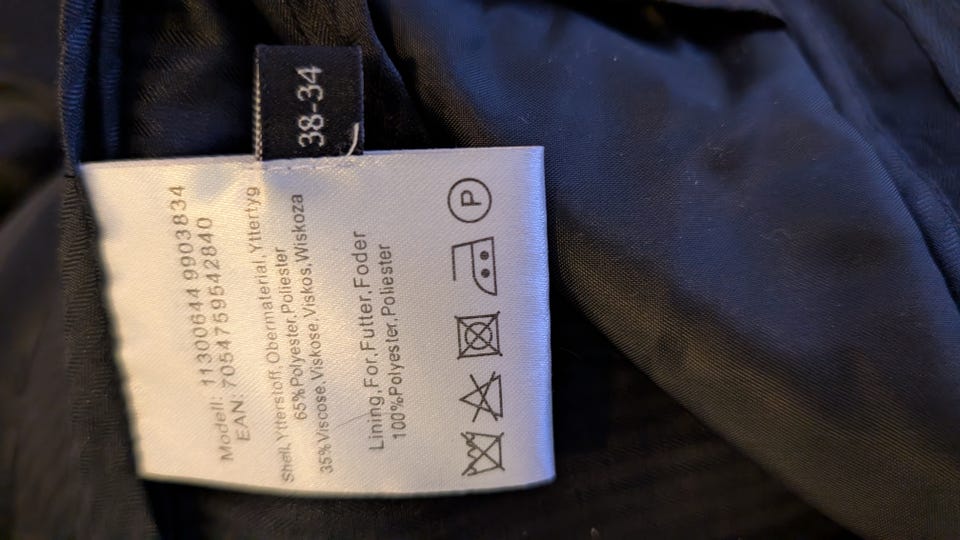 38-34
Modell: 11300644 9903834
EAN: 7054759542840
Shell,Ytterstoff,Obermaterial,Yttertyg
65%Polyester,Poliester
35%Viscose,Viskose,Viskos,Wiskoza
Lining,For,Futter,Foder
100%Polyester,Poliester
P